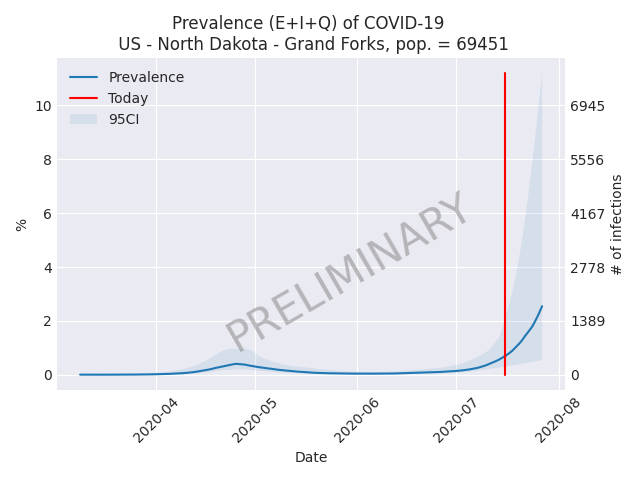 Prevalence (E+I+Q) of COVID-19
US - North Dakota - Grand Forks, pop. = 69451
Prevalence
Today
95CI
10
8
6
4
2
0
%
6945
5556
4167
2778
1389
0
# of infections
PRELIMINARY
2020-04
2020-05
2020-06
2020-07
2020-08
Date